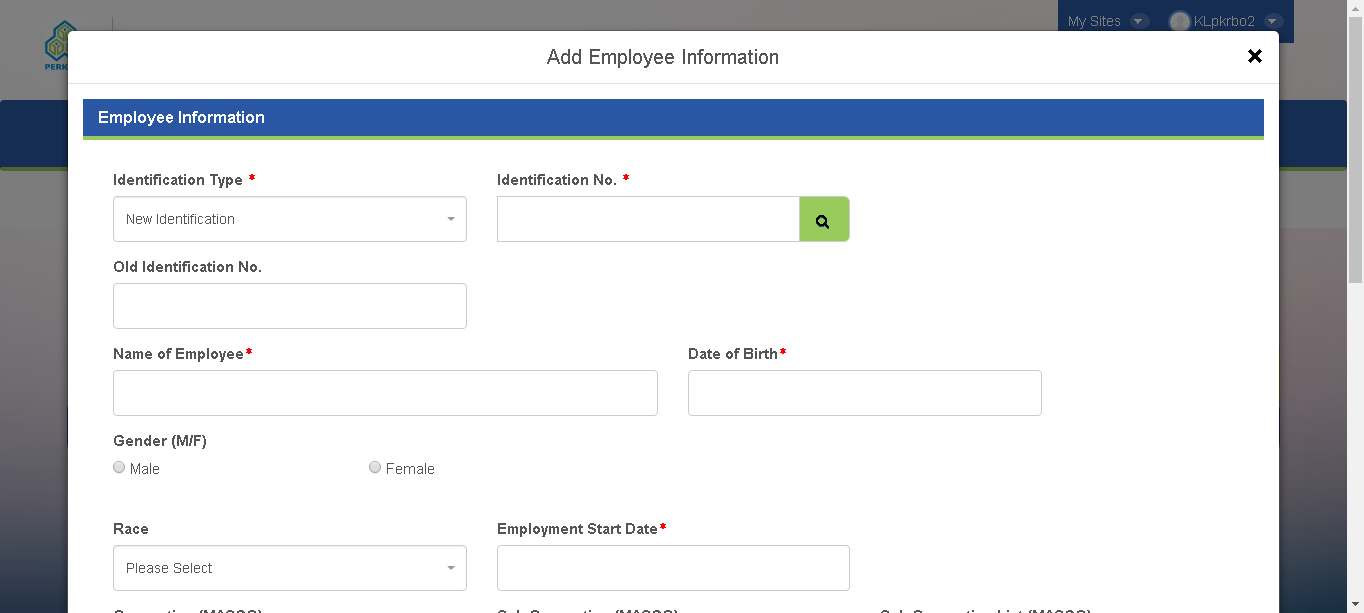 My Sites KLpkrbo2
PERK
Add Employee Information
Employee Information
Identification Type * Identification No. *
New Identification
Old Identification No.
Name of Employee* Date of Birth*
Gender (M/F)
Male Female
Race Employment Start Date*
Please Select